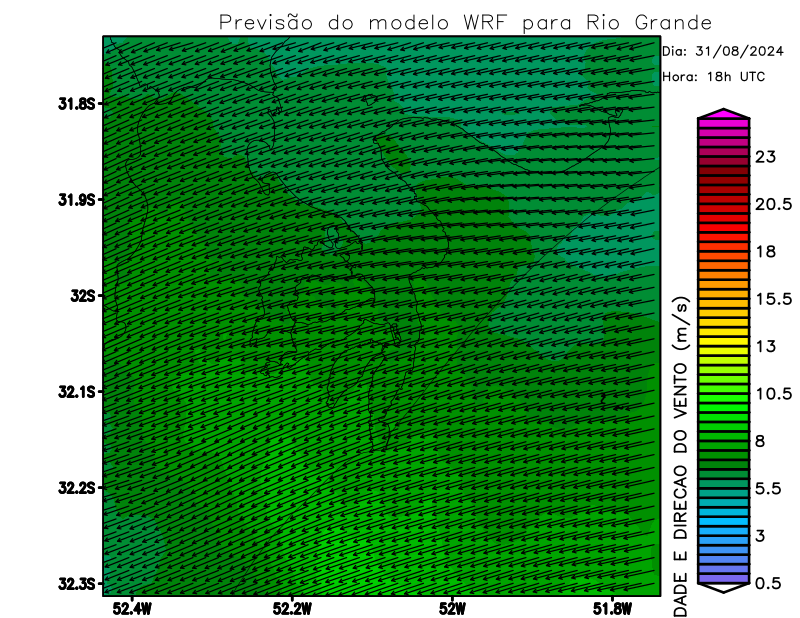 Previsão do modelo WRF para Rio Grande
Dia: 31/08/2024
Hora: 18h UTC
31.8S
31.9S
32S
32.1S
32.2S
32.3S
52.4W
52.2W
52W
51.8W
23
20.5
18
15.5
13
10.5
8
5.5
3
0.5
DADE E DIRECAO DO VENTO (m/s)